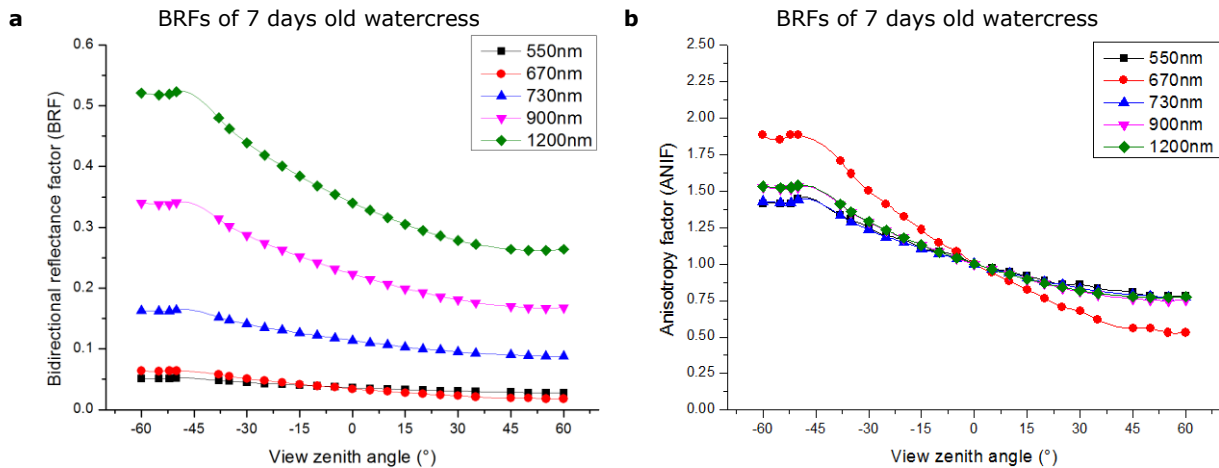 a
BRFs of 7 days old watercress
Bidirectional reflectance factor (BRF)
0.6
0.5
0.4
0.3
0.2
0.1
0.0
-60 -45 -30 -15 0 15 30 45 60
View zenith angle (°)
550nm
670nm
730nm
900nm
1200nm
b
BRFs of 7 days old watercress
Anisotropy factor (ANIF)
2.50
2.25
2.00
1.75
1.50
1.25
1.00
0.75
0.50
0.25
0.00
-60 -45 -30 -15 0 15 30 45 60
View zenith angle (°)
550nm
670nm
730nm
900nm
1200nm